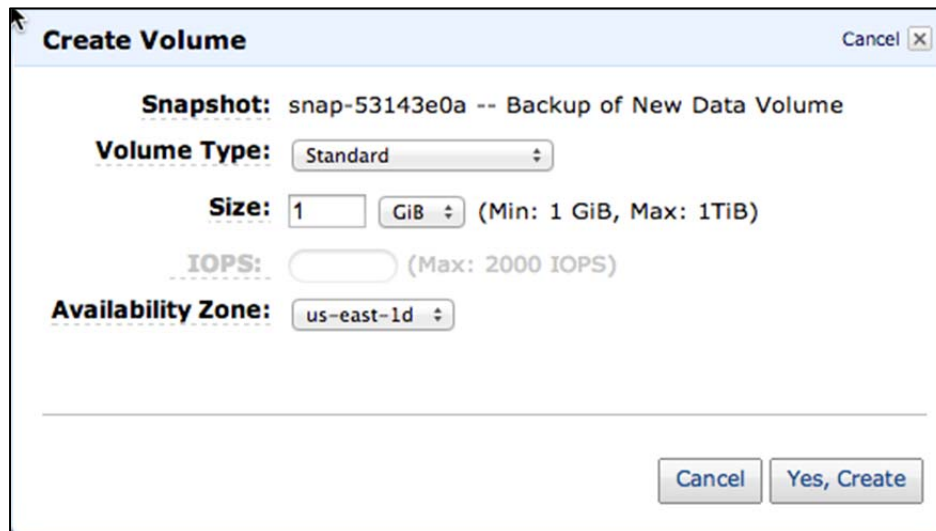 Create Volume Cancel
Snapshot: snap-53143e0a -- Backup of New Data Volume
Volume Type: Standard
Size: 1 GiB (Min: 1 GiB, Max: 1TiB)
IOPS: (Max: 2000 IOPS)
Availability Zone: us-east-1d
Cancel Yes, Create